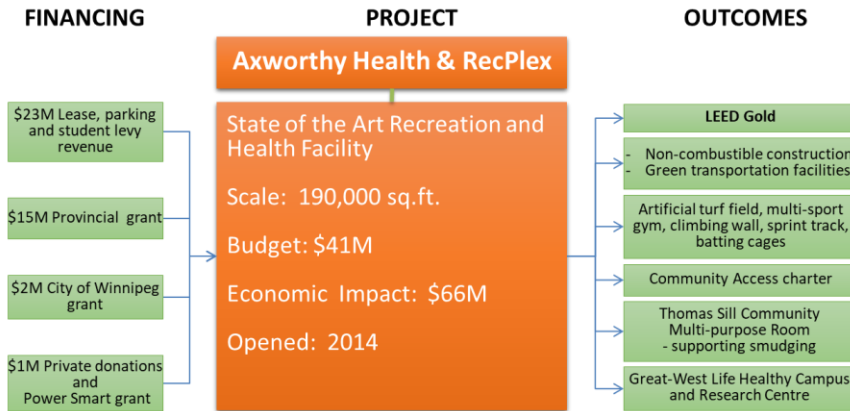 FINANCING
PROJECT
OUTCOMES
Axworthy Health & RecPlex
$23M Lease, parking
and student levy
revenue
$15M Provincial grant
$2M City of Winnipeg
grant
$1M Private donations
and
Power Smart grant
State of the Art Recreation and
Health Facility
Scale: 190,000 sq.ft.
Budget: $41M
Economic Impact: $66M
Opened: 2014
LEED Gold
- Non-combustible construction
- Green transportation facilities
Artificial turf field, multi-sport
gym, climbing wall, sprint track,
batting cages
Community Access charter
Thomas Sill Community
Multi-purpose Room
- supporting smudging
Great-West Life Healthy Campus
and Research Centre